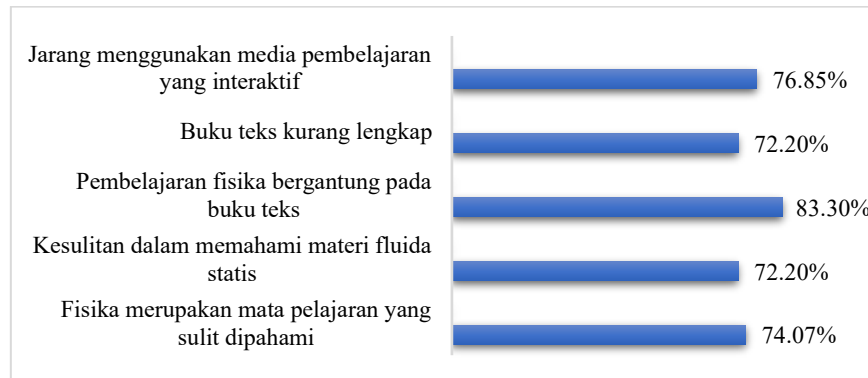 Jarang menggunakan media pembelajaran
yang interaktif
76.85%
Buku teks kurang lengkap
72.20%
Pembelajaran fisika bergantung pada
buku teks
83.30%
Kesulitan dalam memahami materi fluida
statis
72.20%
Fisika merupakan mata pelajaran yang
sulit dipahami
74.07%